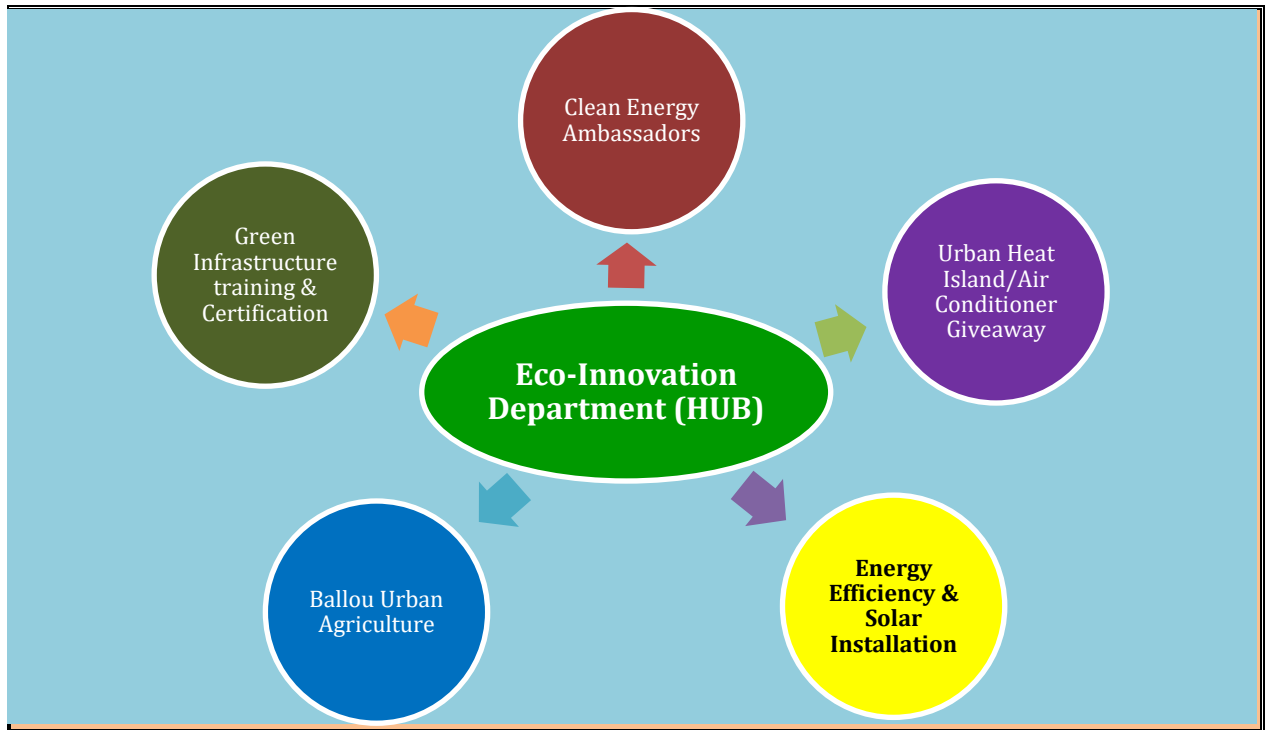 Clean Energy
Ambassadors
Green
Infrastructure
training &
Certification
Urban Heat
Island/Air
Conditioner
Giveaway
Eco-Innovation
Department (HUB)
Ballou Urban
Agriculture
Energy
Efficiency &
Solar
Installation